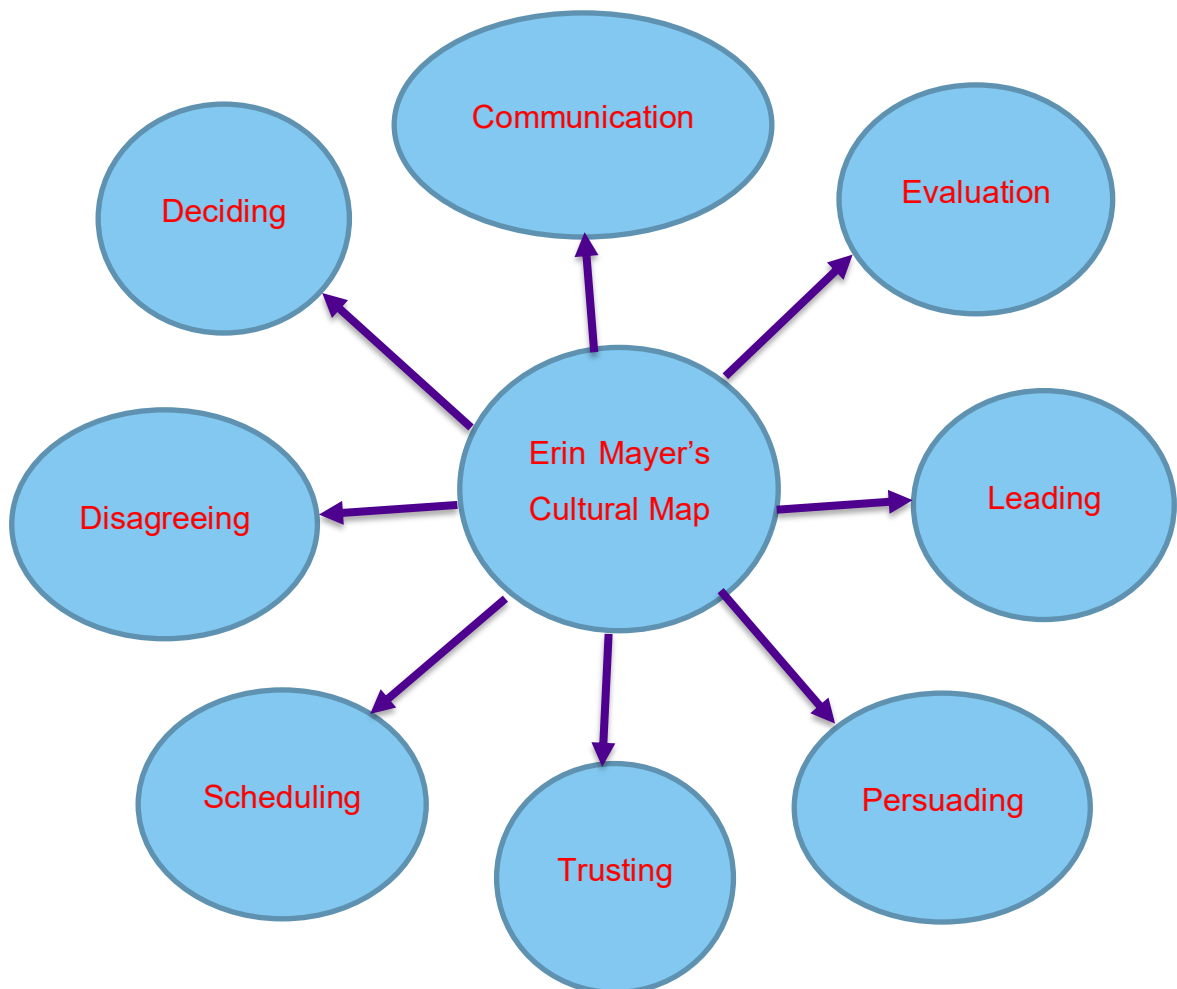 Communication
Evaluation
Deciding
Erin Mayer’s
Cultural Map
Leading
Disagreeing
Scheduling
Persuading
Trusting